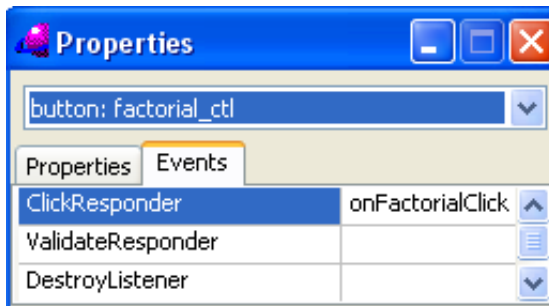 Properties
button: factorial_ctl
Properties Events
ClickResponder onFactorialClick
ValidateResponder
DestroyListener